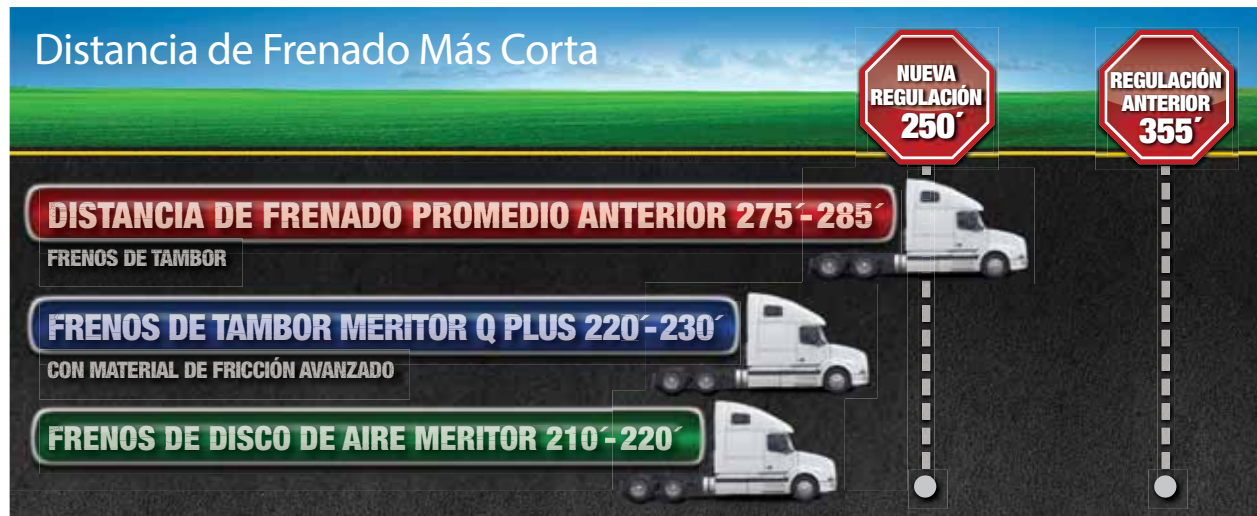 Distancia de Frenado Más Corta
NUEVA
REGULACIÓN
250´
REGULACIÓN
ANTERIOR
355´
DISTANCIA DE FRENADO PROMEDIO ANTERIOR 275´-285´
FRENOS DE TAMBOR
FRENOS DE TAMBOR MERITOR Q PLUS 220´-230´
CON MATERIAL DE FRICCIÓN AVANZADO
FRENOS DE DISCO DE AIRE MERITOR 210´-220´